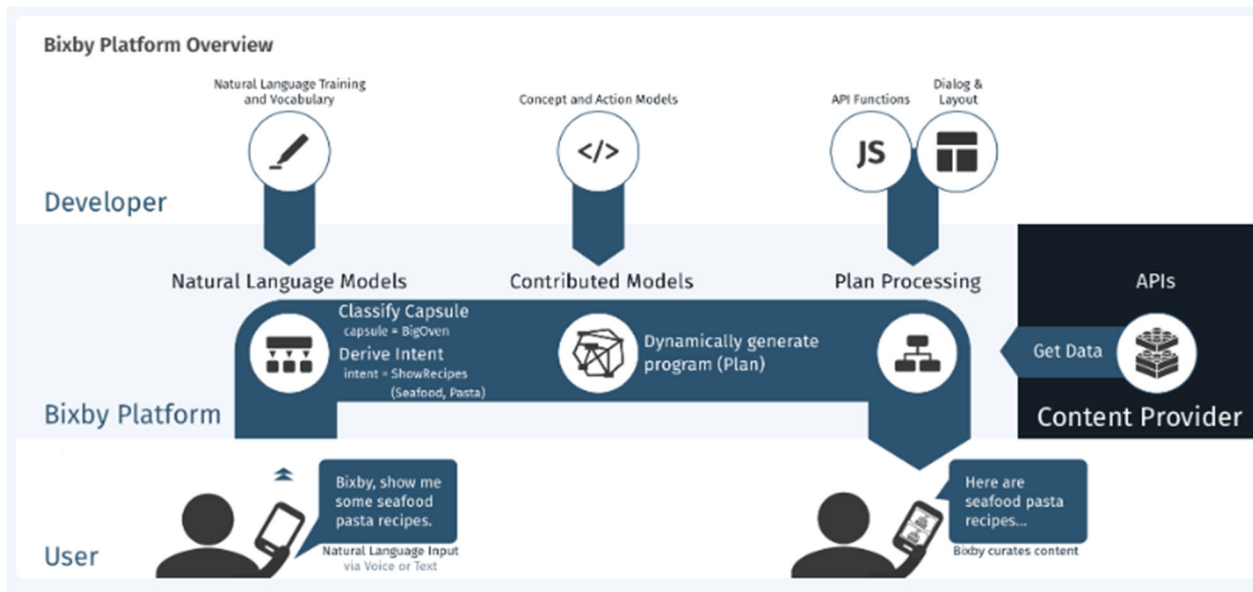 Bixby Platform Overview
Natural Language Training
and Vocabulary
Concept and Action Models
API Functions
Dialog &
Layout
</>
JS
Developer
Natural Language Models
Contributed Models
Plan Processing
APIs
Classify Capsule
capsule = BigOven
Derive Intent
intent = ShowRecipes
(Seafood, Pasta)
Dynamically generate
program (Plan)
Get Data
Bixby Platform
Content Provider
Bixby, show me
some seafood
pasta recipes.
Natural Language Input
via Voice or Text
Here are
seafood pasta
recipes...
Bixby curates content
User